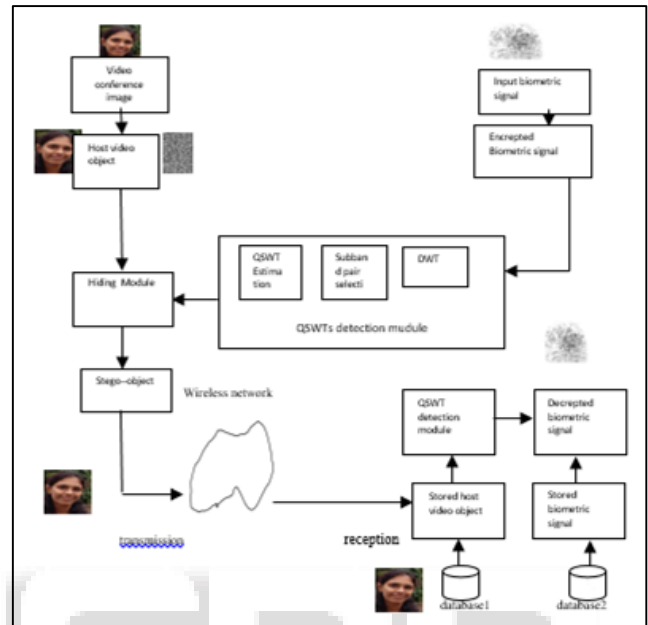 Video
conference
image
Host video
object
Hiding Module
Stego--object
Input biometric
signal
Encrepted
Biometric signal
QSWT
Estima
tion
Subban
d pair
selecti
DWT
QSWTs detection mudule
Wireless network
transmission
reception
QSWT
detection
module
Decrepted
biometric
signal
Stored host
video object
Stored
biometric
signal
database1
database2